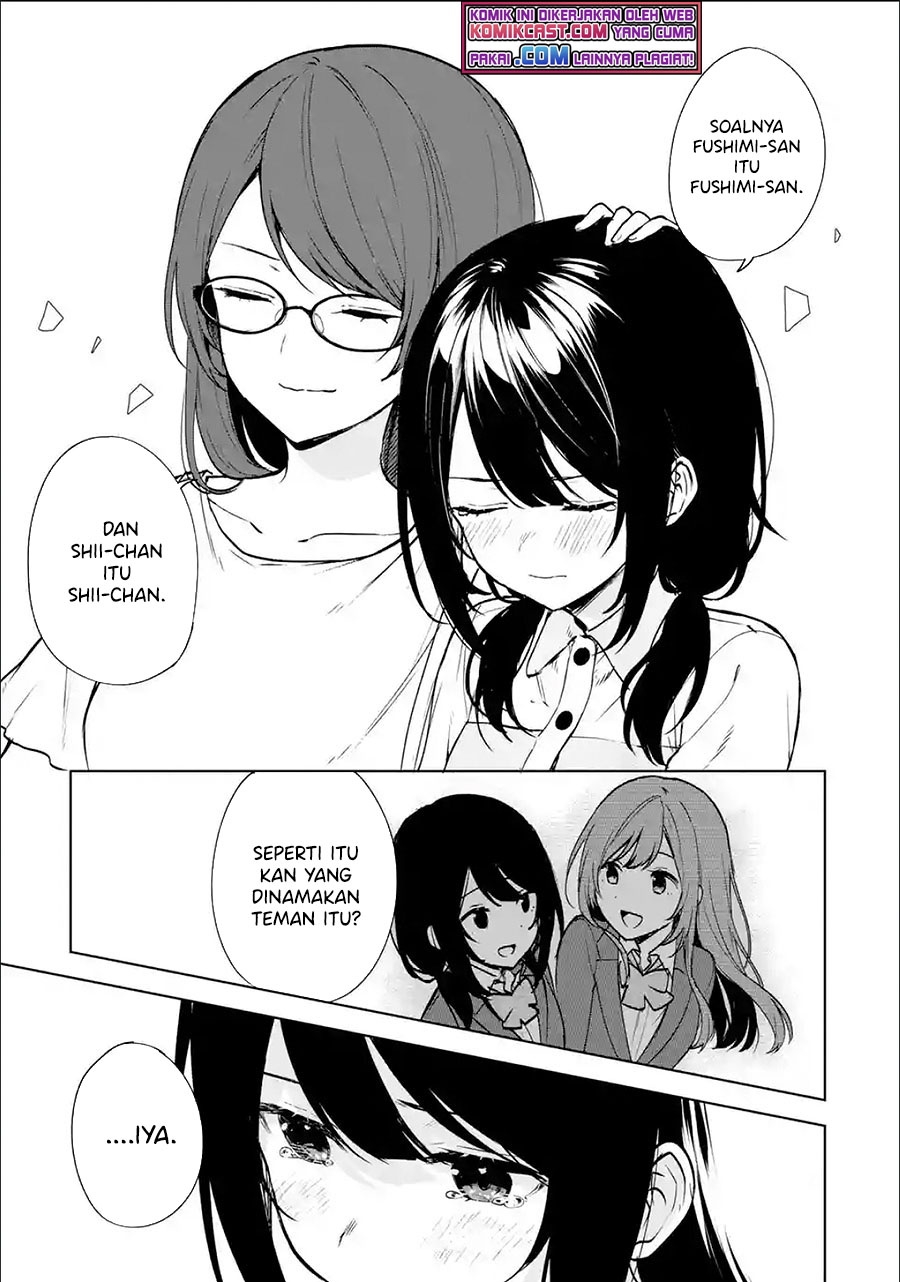 KOMIK INI DIKERJAKAN OLEH WEB
KOMIKCAST.COM YANG CUMA
PAKAI .COM LAINNYA PLAGIAT!
SOALNYA
FUSHIMI-SAN
ITU
FUSHIMI-SAN.
DAN
SHII-CHAN
ITU
SHII-CHAN.
SEPERTI ITU
KAN YANG
DINAMAKAN
TEMAN ITU?
....IYA.